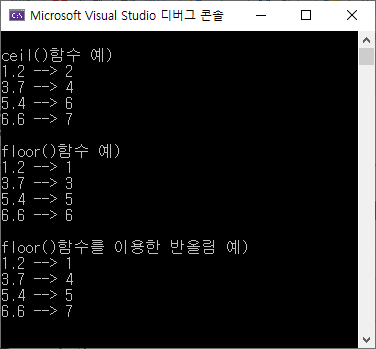 Microsoft Visual Studio 디버그 콘솔
ceil()함수 예)
1.2 --> 2
3.7 --> 4
5.4 --> 6
6.6 --> 7
floor()함수 예)
1.2 --> 1
3.7 --> 3
5.4 --> 5
6.6 --> 6
floor()함수를 이용한 반올림 예)
1.2 --> 1
3.7 --> 4
5.4 --> 5
6.6 --> 7